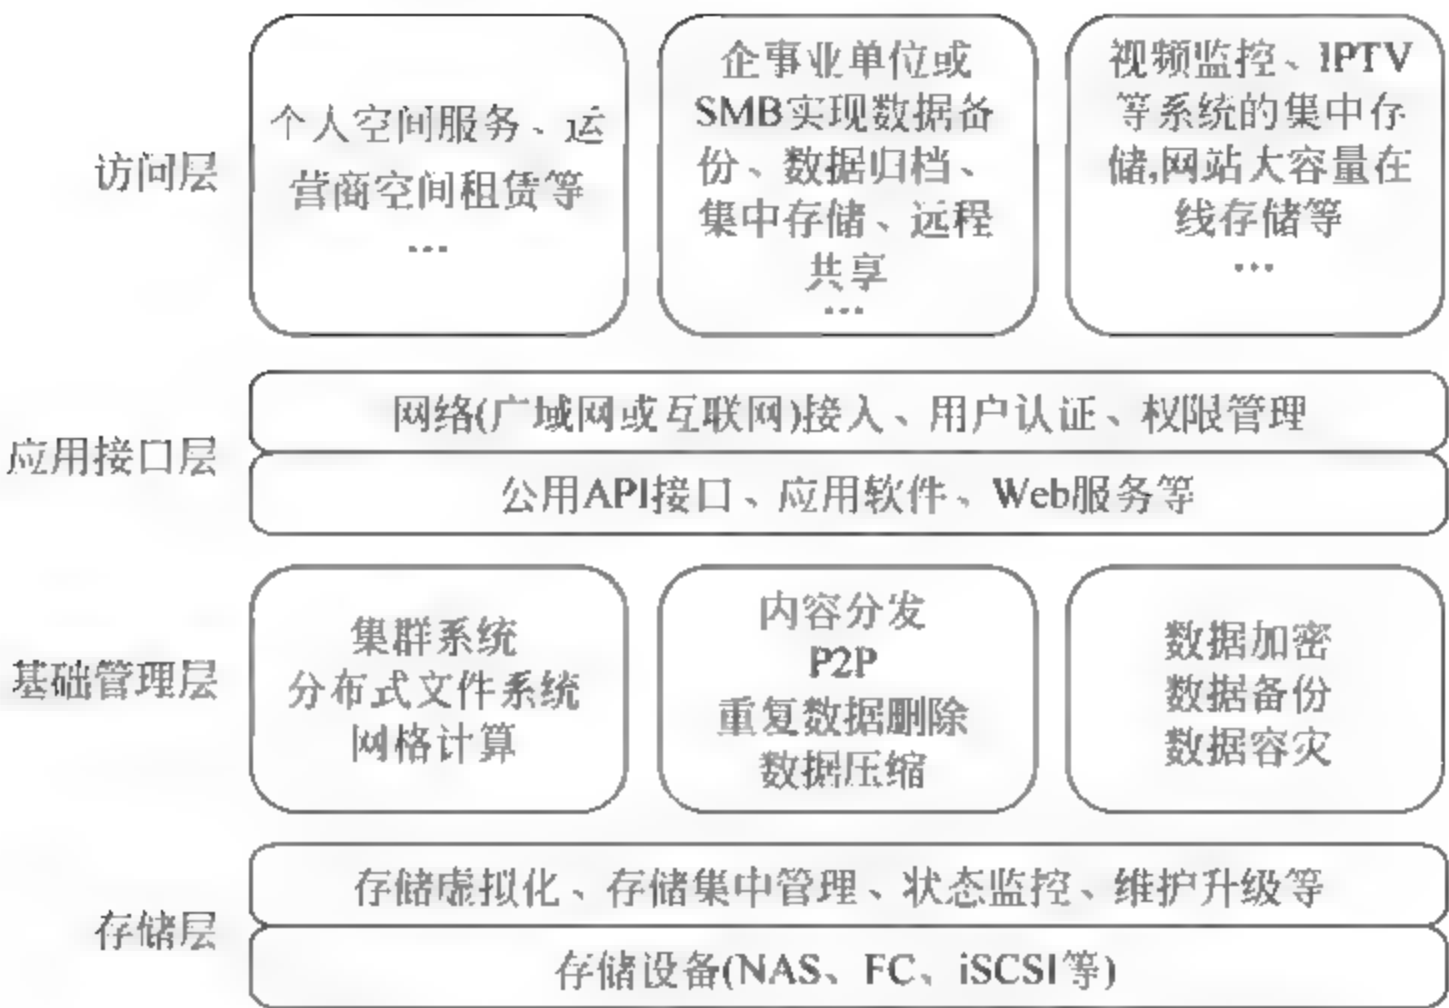 访问层
个人空间服务、运
营商空间租赁等
…
企事业单位或
SMB实现数据备
份、数据归档、
集中存储、远程
共享
…
视频监控、IPTV
等系统的集中存
储,网站大容量在
线存储等
…
应用接口层
网络(广域网或互联网)接入、用户认证、权限管理
公用API接口、应用软件、Web服务等
基础管理层
集群系统
分布式文件系统
网格计算
内容分发
P2P
重复数据删除
数据压缩
数据加密
数据备份
数据容灾
存储层
存储虚拟化、存储集中管理、状态监控、维护升级等
存储设备(NAS、FC、iSCSI等)